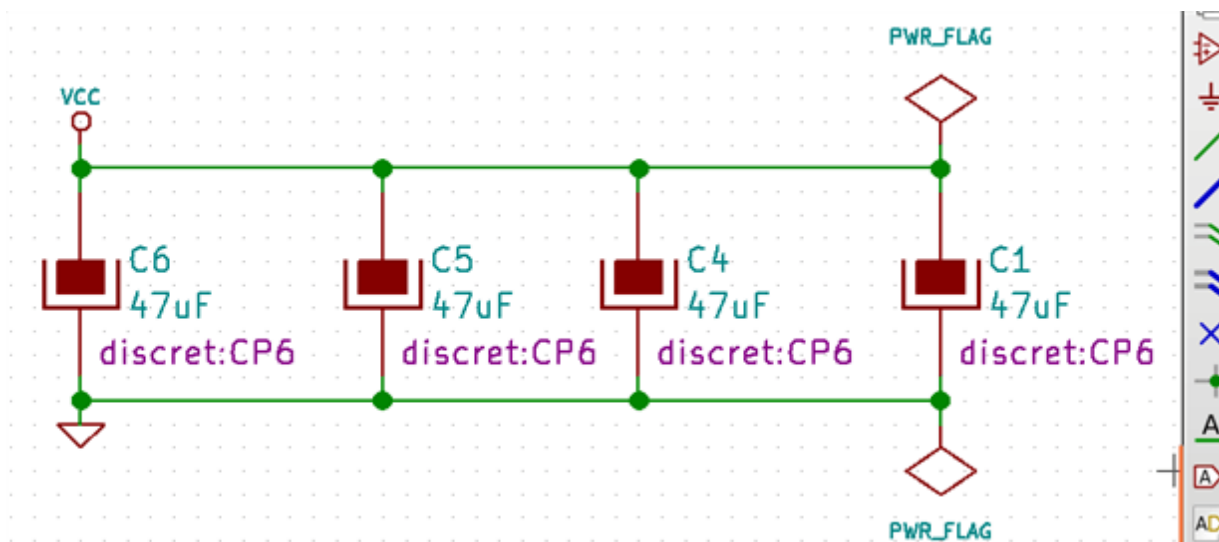 PWR_FLAG
VCC
C6
47uF
discret:CP6
C5
47uF
discret:CP6
C4
47uF
discret:CP6
C1
47uF
discret:CP6
A
A
AD
PWR_FLAG